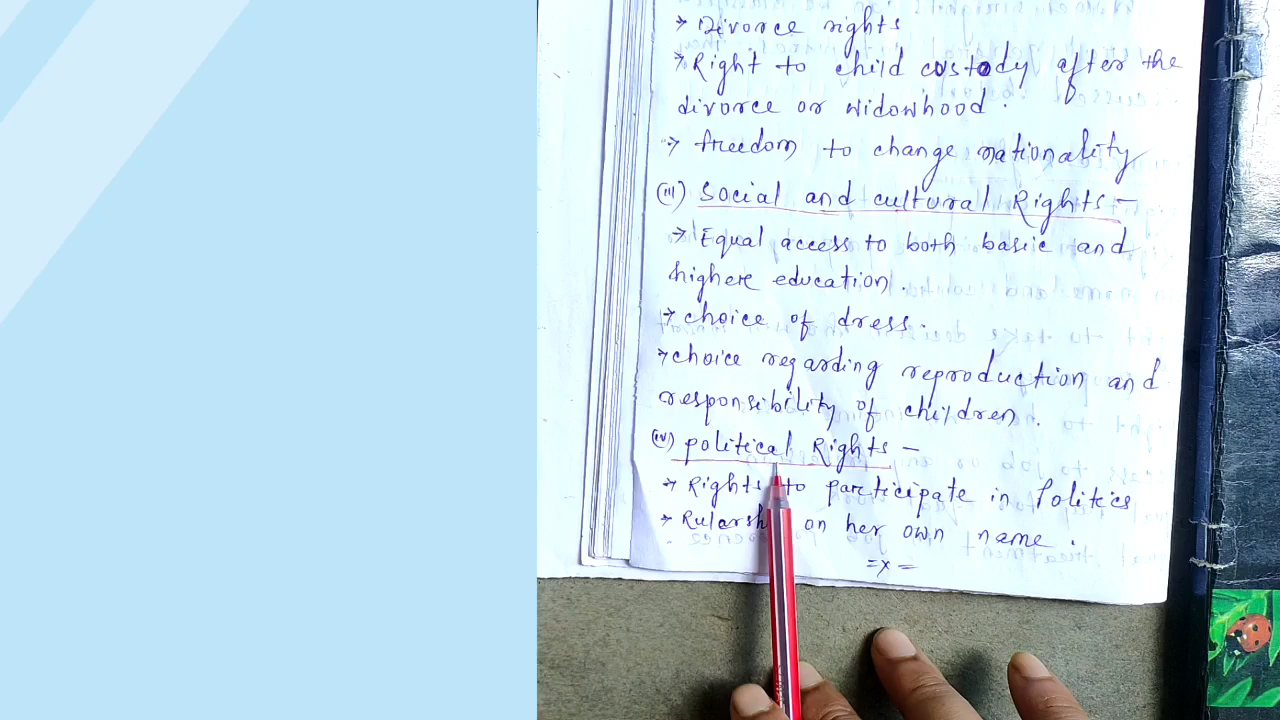 → Divorce rights
→ Right to child custody after the
divorce or widowhood.
→ freedom to change nationality
(iii) Social and cultural Rights -
→ Equal access to both basic and
highere education.
→ choice of dress.
→ choice regarding reproduction and
responsibility of children.
(iv) political Rights -
→ Rights to participate in Politics
→ on her own name.
=x=